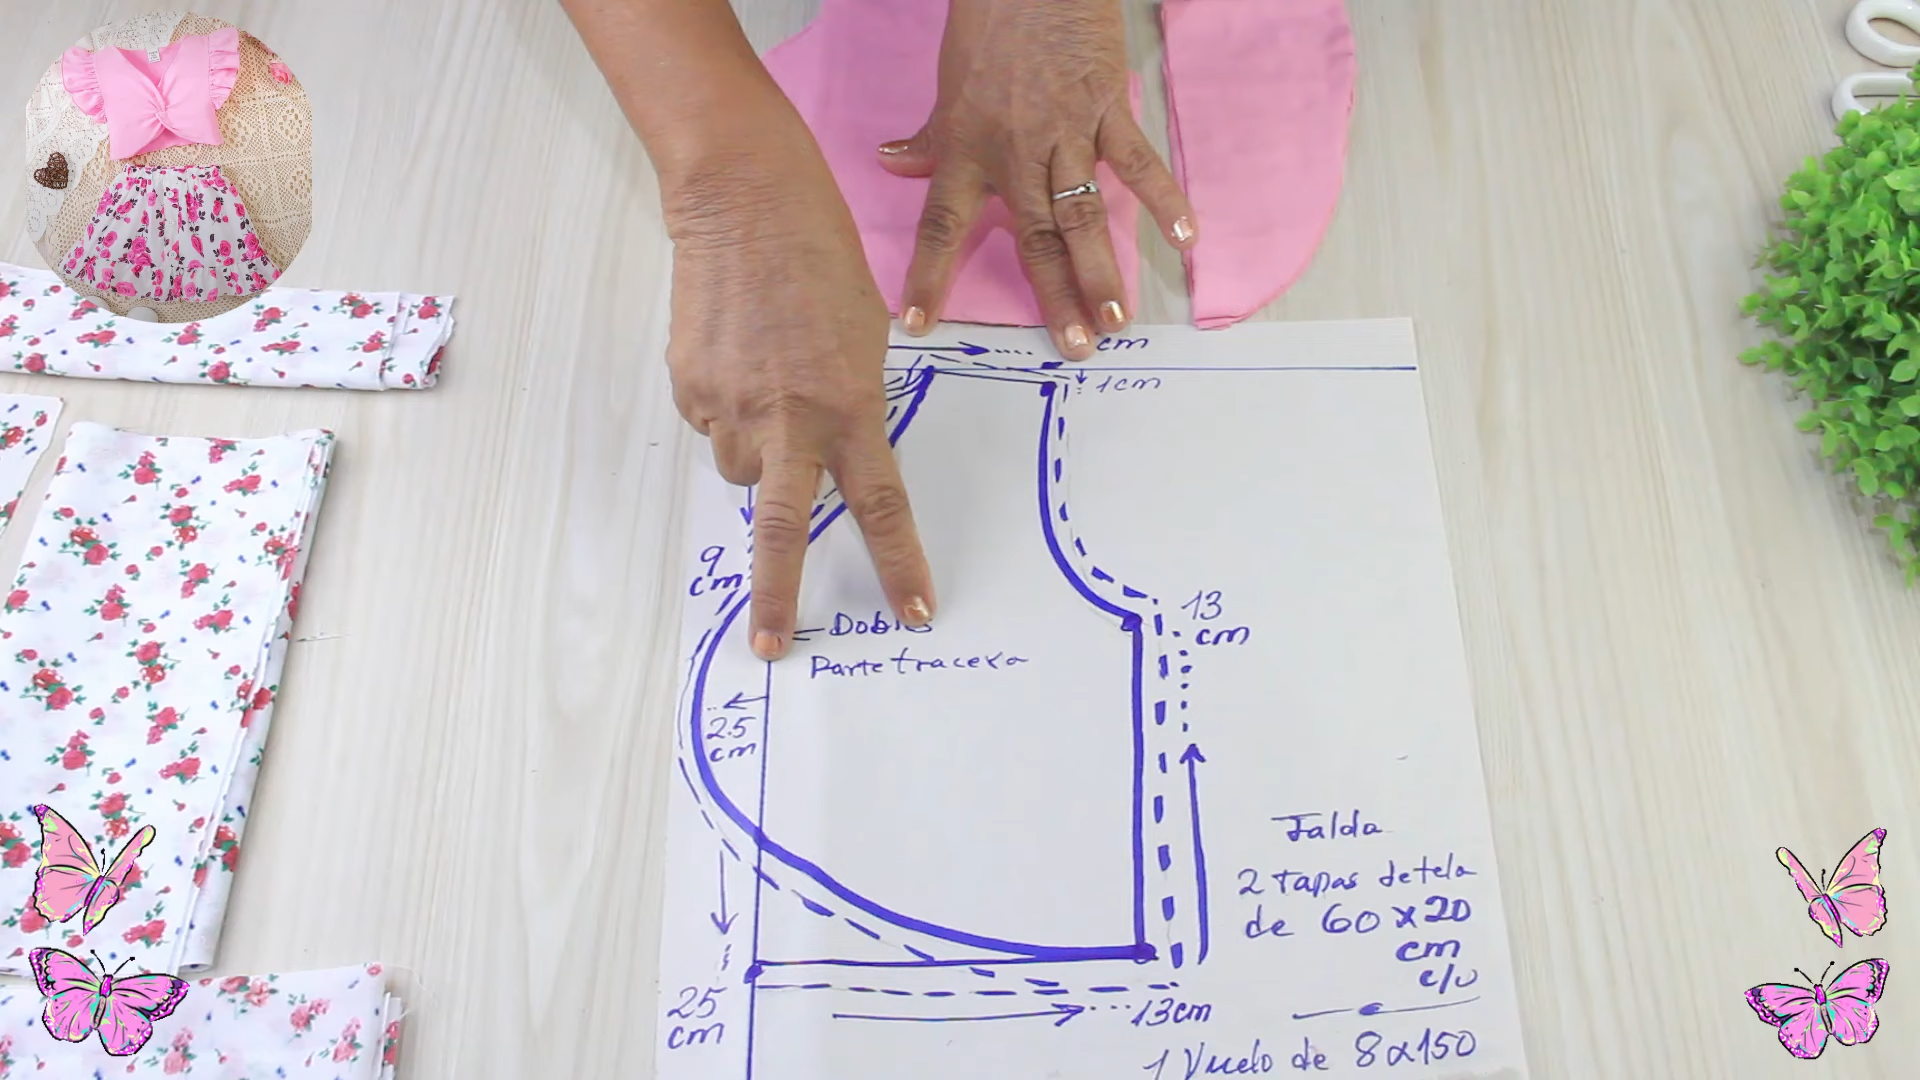 cm
1cm
9
cm
Parte tracera
2.5
cm
13
cm
Falda
2 Tapas de tela
de 60 x 20
cm
c/u
25
cm
13cm
1 Vuelo de 8 x 150